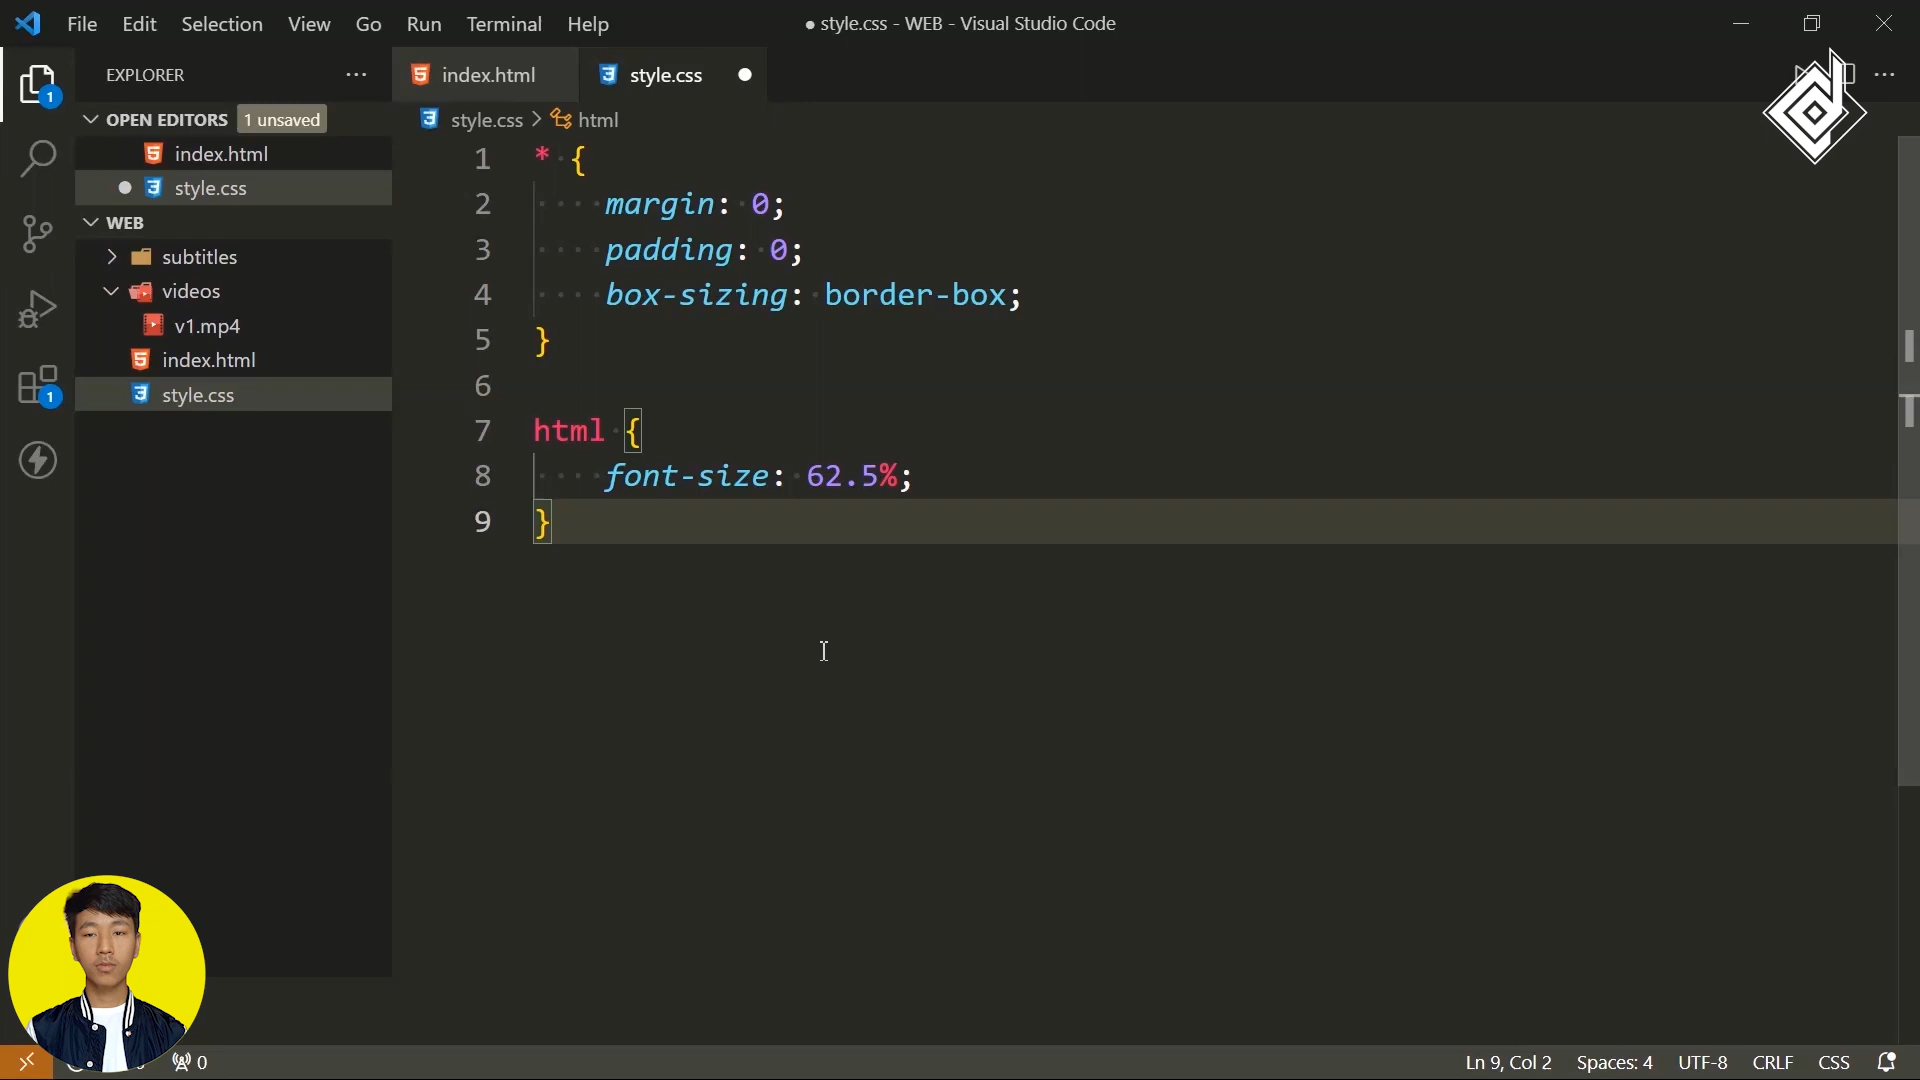 File Edit Selection View Go Run Terminal Help
● style.css - WEB - Visual Studio Code
EXPLORER
OPEN EDITORS 1 unsaved
index.html
style.css
WEB
subtitles
videos
v1.mp4
index.html
style.css
1
1
index.html style.css
style.css > html
1 * {
2 margin: 0;
3 padding: 0;
4 box-sizing: border-box;
5 }
6
7 html {
8 font-size: 62.5%;
9 }
0
Ln 9, Col 2 Spaces: 4 UTF-8 CRLF CSS